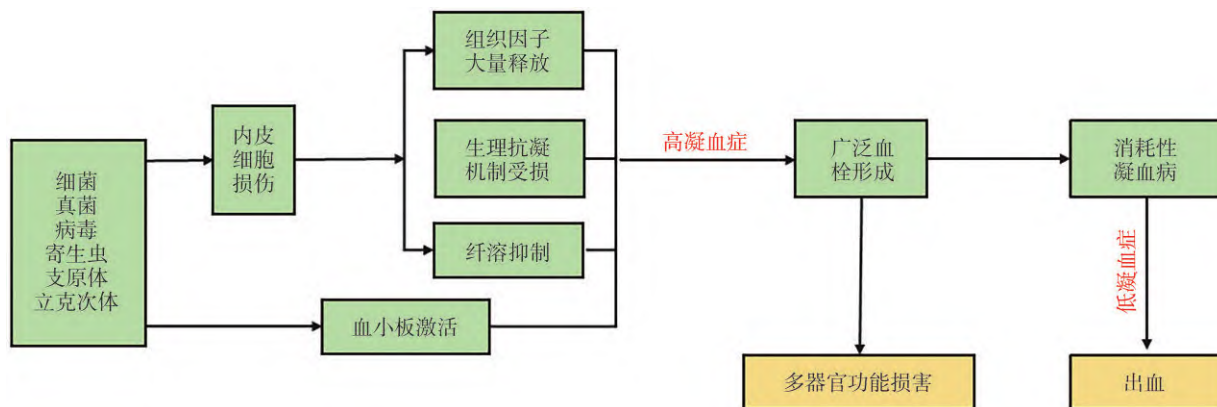 细菌
真菌
病毒
寄生虫
支原体
立克次体
内皮
细胞
损伤
组织因子
大量释放
生理抗凝
机制受损
纤溶抑制
血小板激活
高凝血症
广泛血
栓形成
消耗性
凝血病
低凝血症
多器官功能损害
出血